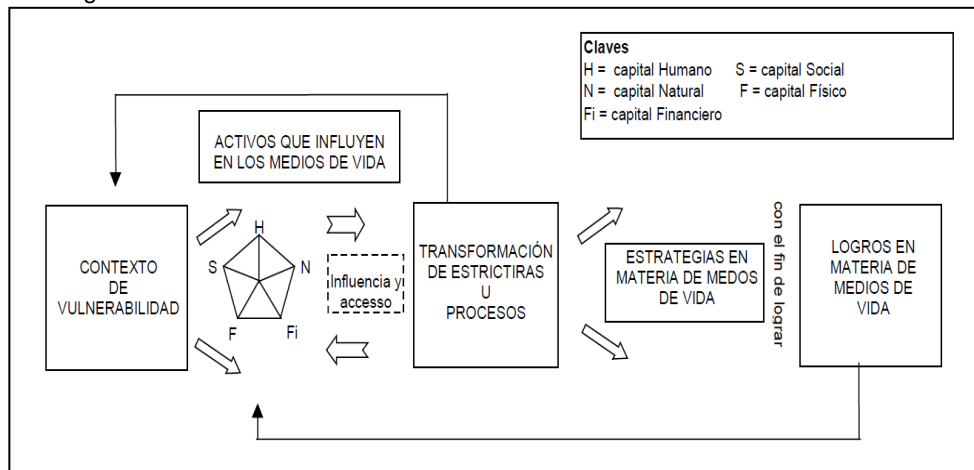 Claves
H = capital Humano S = capital Social
N = capital Natural F = capital Físico
Fi = capital Financiero
ACTIVOS QUE INFLUYEN
EN LOS MEDIOS DE VIDA
CONTEXTO
DE
VULNERABILIDAD
H
S
N
F
Fi
Influencia y
accesso
TRANSFORMACIÓN
DE ESTRICTIRAS
U
PROCESOS
ESTRATEGIAS EN
MATERIA DE MEDOS
DE VIDA
con el fin de lograr
LOGROS EN
MATERIA DE
MEDIOS DE
VIDA